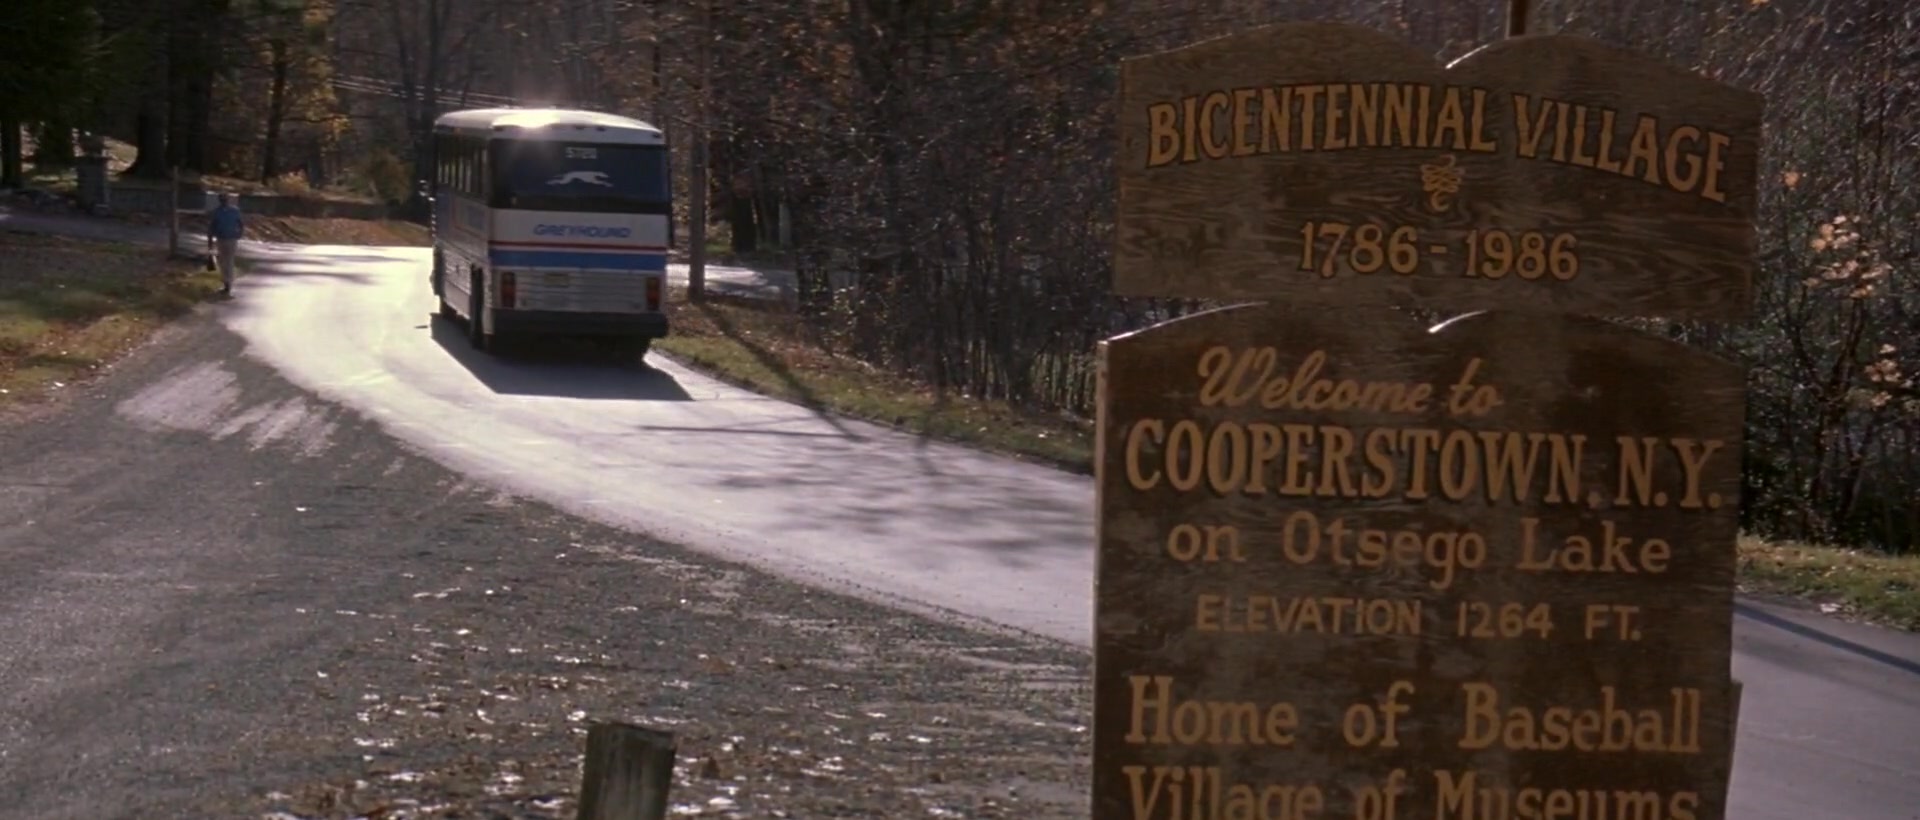 5720
GREYHOUND
BICENTENNIAL VILLAGE
1786 - 1986
Welcome to
COOPERSTOWN, N.Y.
on Otsego Lake
ELEVATION 1264 FT.
Home of Baseball
Village of Museums